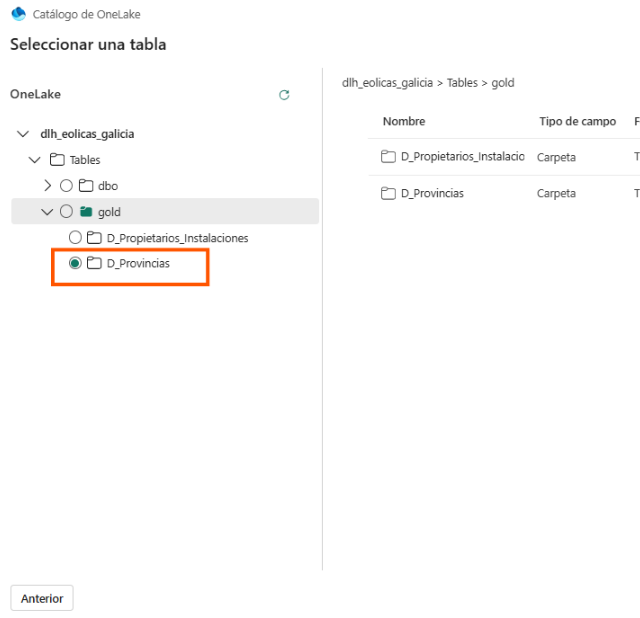 Catálogo de OneLake
Seleccionar una tabla
OneLake
dlh_eolicas_galicia
Tables
dbo
gold
D_Propietarios_Instalaciones
D_Provincias
Anterior
dlh_eolicas_galicia > Tables > gold
Nombre Tipo de campo F
D_Propietarios_Instalacio Carpeta T
D_Provincias Carpeta T